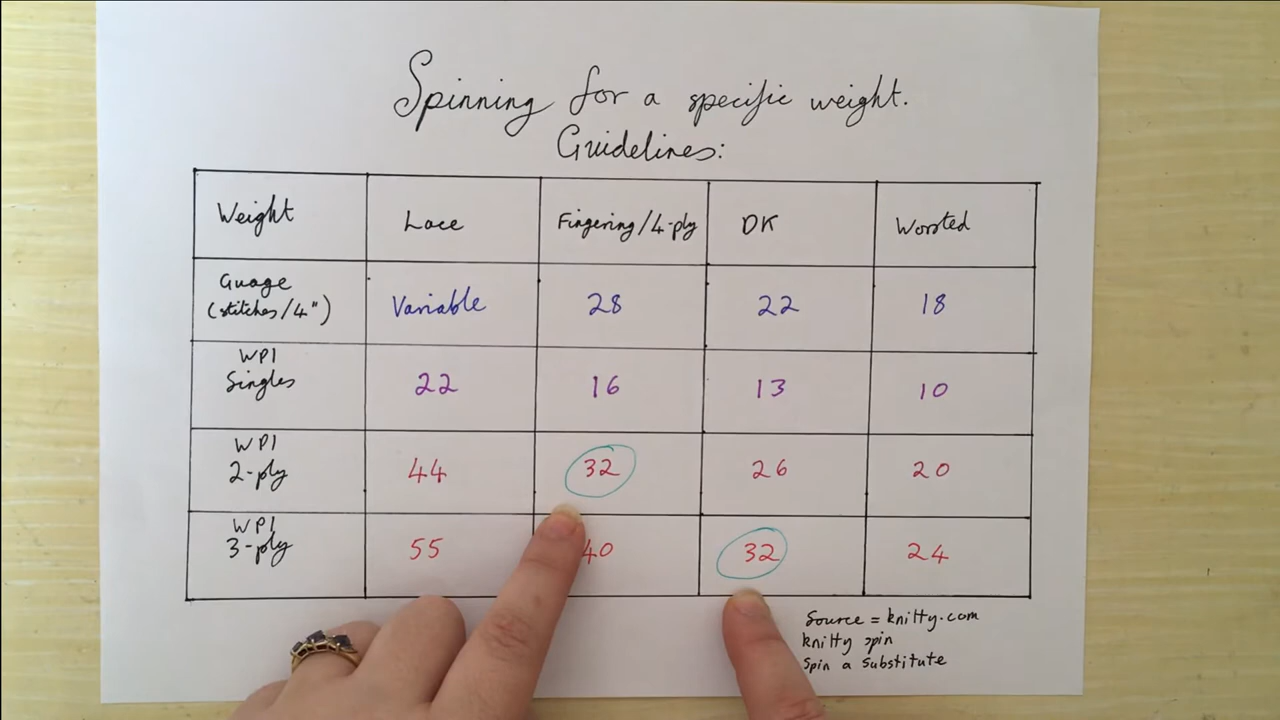 Spinning for a specific weight.
Guidelines:
Weight Lace Fingering/4-ply DK Worsted
Guage
(stitches/4") Variable 28 22 18
WPI
Singles 22 16 13 10
WPI
2-ply 44 32 26 20
WPI
3-ply 55 40 32 24
Source = knitty.com
knitty spin
Spin a substitute